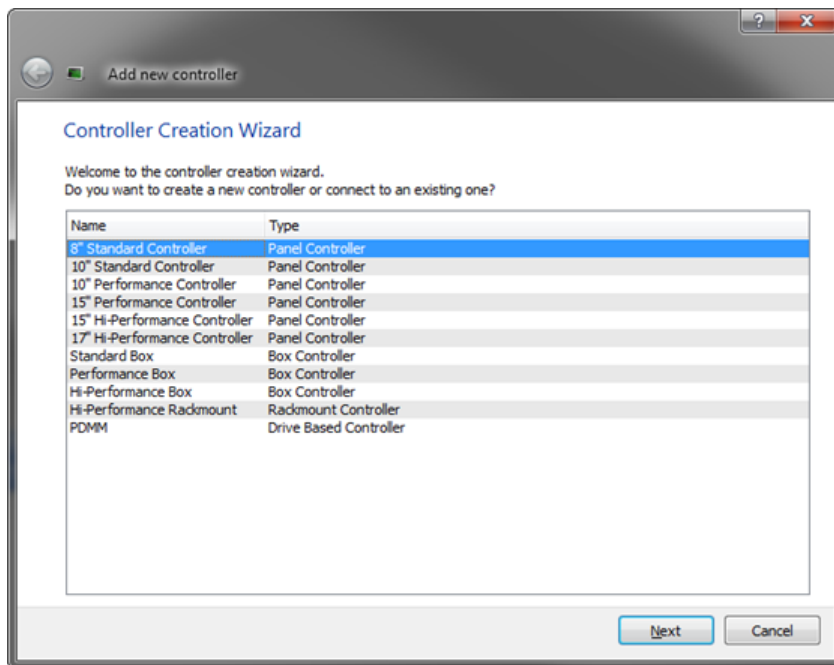 Add new controller
Controller Creation Wizard
Welcome to the controller creation wizard.
Do you want to create a new controller or connect to an existing one?
Name Type
8" Standard Controller Panel Controller
10" Standard Controller Panel Controller
10" Performance Controller Panel Controller
15" Performance Controller Panel Controller
15" Hi-Performance Controller Panel Controller
17" Hi-Performance Controller Panel Controller
Standard Box Box Controller
Performance Box Box Controller
Hi-Performance Box Box Controller
Hi-Performance Rackmount Rackmount Controller
PDMM Drive Based Controller
Next Cancel